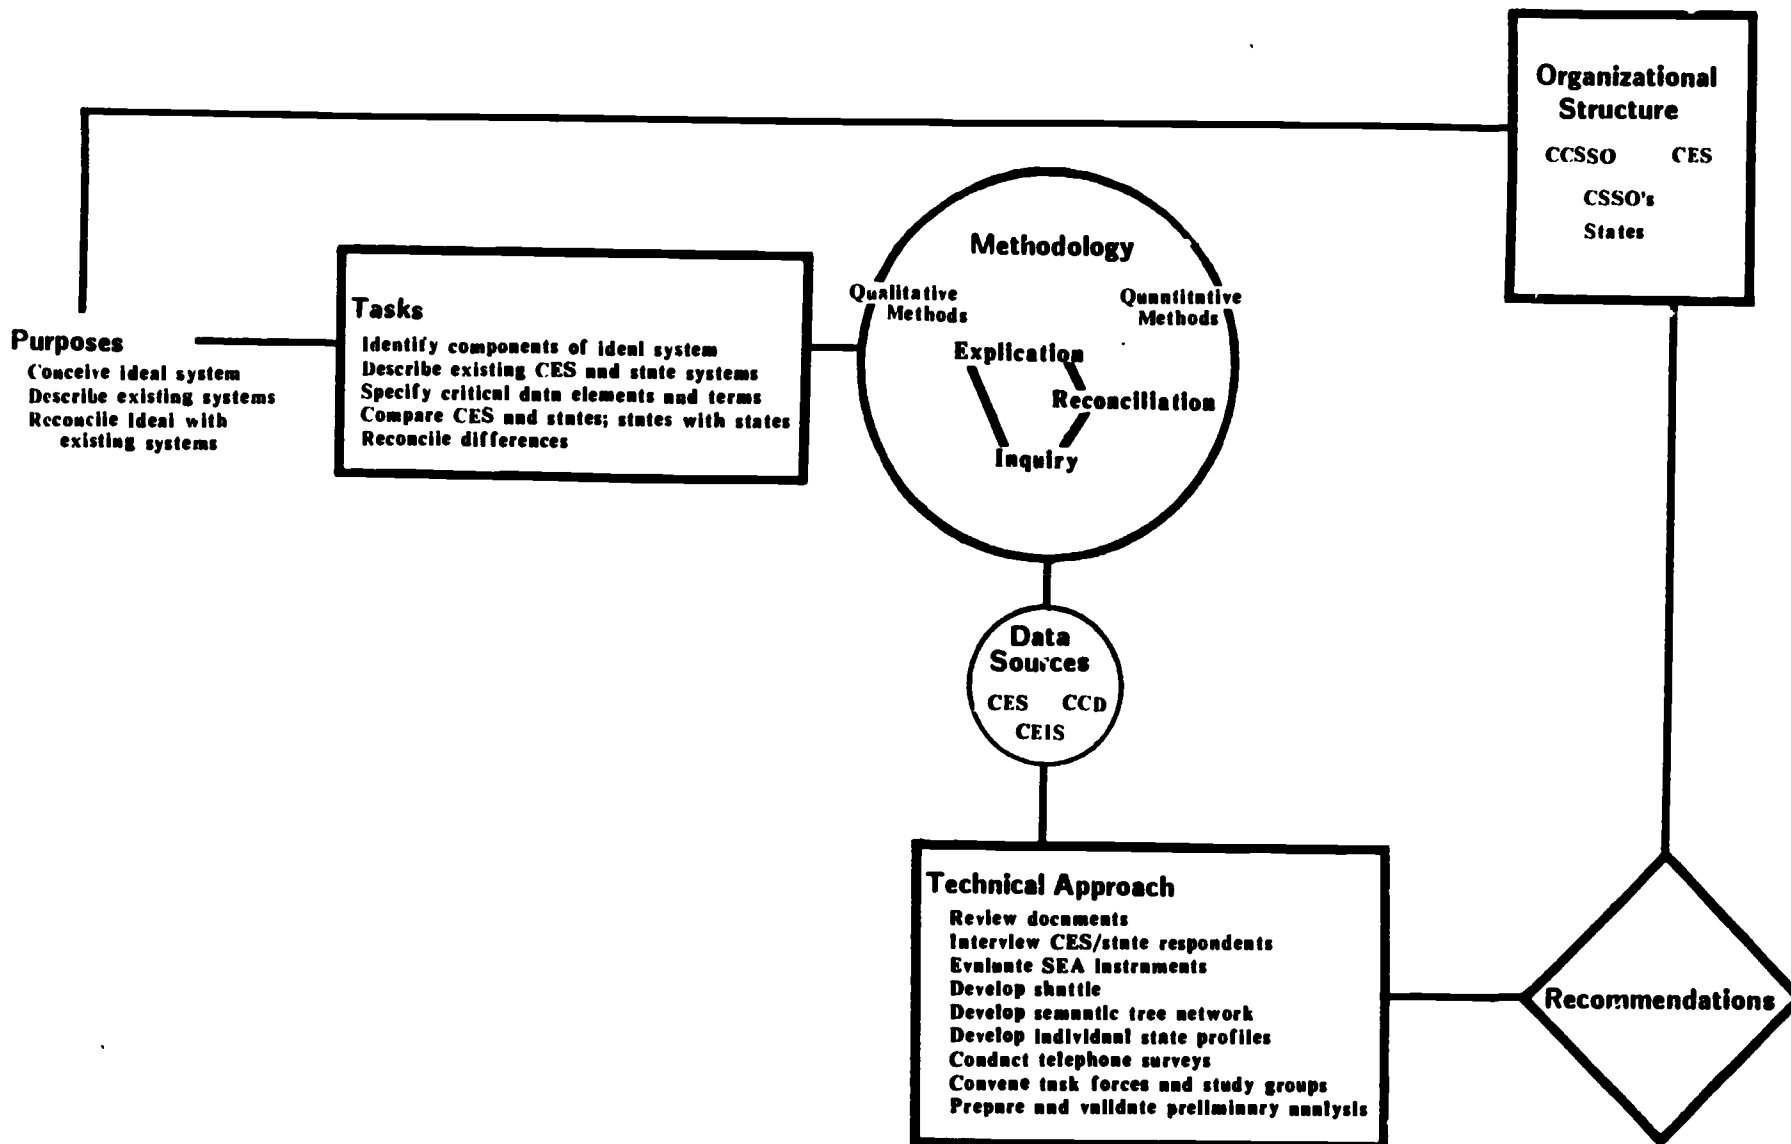 Organizational
Structure
CCSSO CES
CSSO's
States
Purposes
Conceive ideal system
Describe existing systems
Reconcile Ideal with
existing systems
Tasks
Identify components of ideal system
Describe existing CES and state systems
Specify critical data elements and terms
Compare CES and states; states with states
Reconcile differences
Methodology
Qualitative
Methods
Quantitative
Methods
Explication
Reconciliation
Inquiry
Data
Sources
CES CCD
CEIS
Technical Approach
Review documents
Interview CES/state respondents
Evaluate SEA Instruments
Develop shuttle
Develop semantic tree network
Develop individual state profiles
Conduct telephone surveys
Convene task forces and study groups
Prepare and validate preliminary analysis
Recommendations